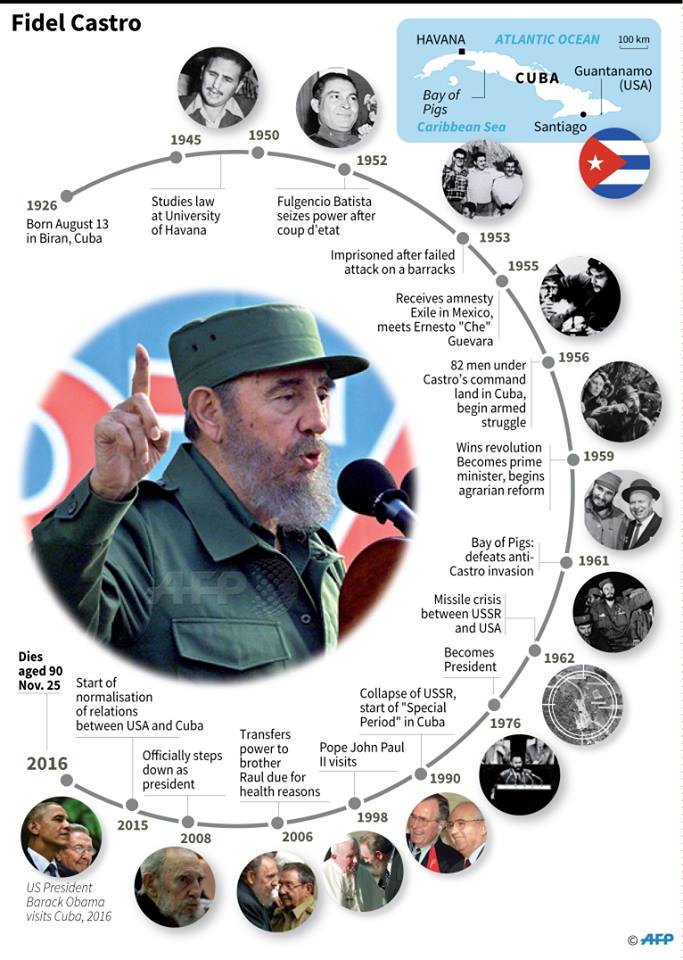 Fidel Castro
HAVANA
ATLANTIC OCEAN
100 km
CUBA
Guantanamo
(USA)
Bay of
Pigs
Caribbean Sea
Santiago
1926
Born August 13
in Biran, Cuba
1945
1950
Studies law
at University
of Havana
1952
Fulgencio Batista
seizes power after
coup d'etat
1953
Imprisoned after failed
attack on a barracks
1955
Receives amnesty
Exile in Mexico,
meets Ernesto "Che"
Guevara
1956
82 men under
Castro's command
land in Cuba,
begin armed
struggle
1959
Wins revolution
Becomes prime
minister, begins
agrarian reform
1961
Bay of Pigs:
defeats anti-
Castro invasion
Missile crisis
between USSR
and USA
1962
Becomes
President
1976
Collapse of USSR,
start of "Special
Period" in Cuba
1990
Pope John Paul
II visits
1998
Transfers
power to
brother
Raul due for
health reasons
2006
Officially steps
down as
president
2008
Start of
normalisation
of relations
between USA and Cuba
2015
Dies
aged 90
Nov. 25
2016
US President
Barack Obama
visits Cuba, 2016
AFP
© AFP